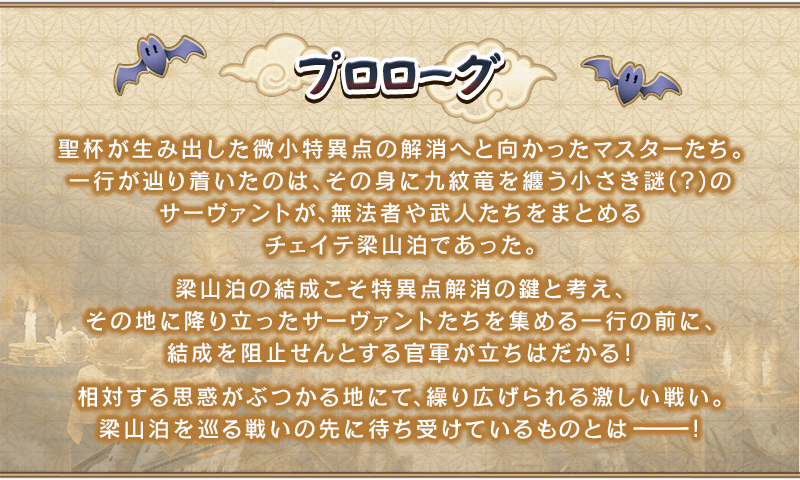 プロローグ
聖杯が生み出した微小特異点の解消へと向かったマスターたち。
一行が辿り着いたのは、その身に九紋竜を纏う小さき謎(?)の
サーヴァントが、無法者や武人たちをまとめる
チェイテ梁山泊であった。
梁山泊の結成こそ特異点解消の鍵と考え、
その地に降り立ったサーヴァントたちを集める一行の前に、
結成を阻止せんとする官軍が立ちはだかる!
相対する思惑がぶつかる地にて、繰り広げられる激しい戦い。
梁山泊を巡る戦いの先に待ち受けているものとは――!